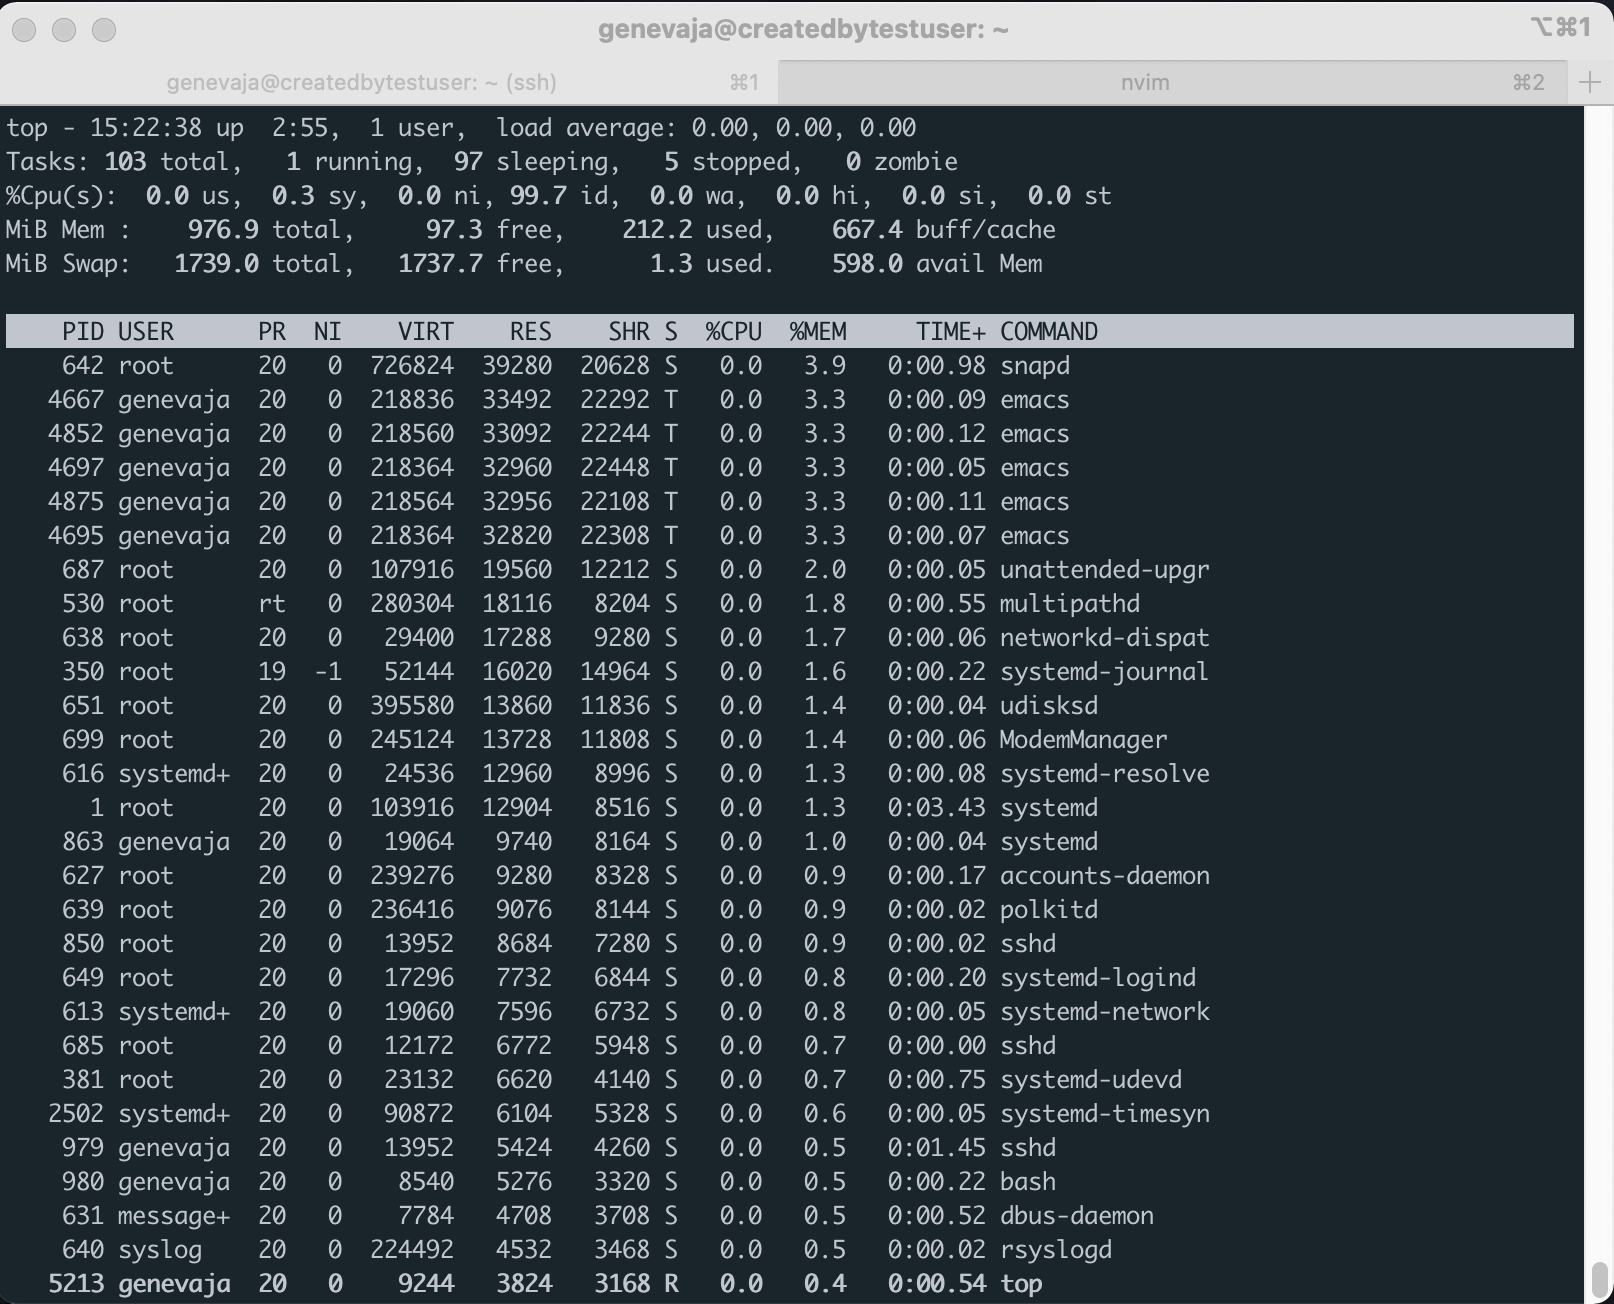 genevaja@createdbytestuser: ~ ⌥⌘1
genevaja@createdbytestuser: ~ (ssh) ⌘1 nvim ⌘2 +
top - 15:22:38 up  2:55,  1 user,  load average: 0.00, 0.00, 0.00
Tasks: 103 total,   1 running,  97 sleeping,   5 stopped,   0 zombie
%Cpu(s):  0.0 us,  0.3 sy,  0.0 ni, 99.7 id,  0.0 wa,  0.0 hi,  0.0 si,  0.0 st
MiB Mem :    976.9 total,     97.3 free,    212.2 used,    667.4 buff/cache
MiB Swap:   1739.0 total,   1737.7 free,      1.3 used.    598.0 avail Mem
PID USER      PR  NI    VIRT    RES    SHR S  %CPU  %MEM     TIME+ COMMAND
642 root      20   0  726824  39280  20628 S   0.0   3.9   0:00.98 snapd
4667 genevaja  20   0  218836  33492  22292 T   0.0   3.3   0:00.09 emacs
4852 genevaja  20   0  218560  33092  22244 T   0.0   3.3   0:00.12 emacs
4697 genevaja  20   0  218364  32960  22448 T   0.0   3.3   0:00.05 emacs
4875 genevaja  20   0  218564  32956  22108 T   0.0   3.3   0:00.11 emacs
4695 genevaja  20   0  218364  32820  22308 T   0.0   3.3   0:00.07 emacs
687 root      20   0  107916  19560  12212 S   0.0   2.0   0:00.05 unattended-upgr
530 root      rt   0  280304  18116   8204 S   0.0   1.8   0:00.55 multipathd
638 root      20   0   29400  17288   9280 S   0.0   1.7   0:00.06 networkd-dispat
350 root      19  -1   52144  16020  14964 S   0.0   1.6   0:00.22 systemd-journal
651 root      20   0  395580  13860  11836 S   0.0   1.4   0:00.04 udisksd
699 root      20   0  245124  13728  11808 S   0.0   1.4   0:00.06 ModemManager
616 systemd+  20   0   24536  12960   8996 S   0.0   1.3   0:00.08 systemd-resolve
1 root      20   0  103916  12904   8516 S   0.0   1.3   0:03.43 systemd
863 genevaja  20   0   19064   9740   8164 S   0.0   1.0   0:00.04 systemd
627 root      20   0  239276   9280   8328 S   0.0   0.9   0:00.17 accounts-daemon
639 root      20   0  236416   9076   8144 S   0.0   0.9   0:00.02 polkitd
850 root      20   0   13952   8684   7280 S   0.0   0.9   0:00.02 sshd
649 root      20   0   17296   7732   6844 S   0.0   0.8   0:00.20 systemd-logind
613 systemd+  20   0   19060   7596   6732 S   0.0   0.8   0:00.05 systemd-network
685 root      20   0   12172   6772   5948 S   0.0   0.7   0:00.00 sshd
381 root      20   0   23132   6620   4140 S   0.0   0.7   0:00.75 systemd-udevd
2502 systemd+  20   0   90872   6104   5328 S   0.0   0.6   0:00.05 systemd-timesyn
979 genevaja  20   0   13952   5424   4260 S   0.0   0.5   0:01.45 sshd
980 genevaja  20   0    8540   5276   3320 S   0.0   0.5   0:00.22 bash
631 message+  20   0    7784   4708   3708 S   0.0   0.5   0:00.52 dbus-daemon
640 syslog    20   0  224492   4532   3468 S   0.0   0.5   0:00.02 rsyslogd
5213 genevaja  20   0    9244   3824   3168 R   0.0   0.4   0:00.54 top